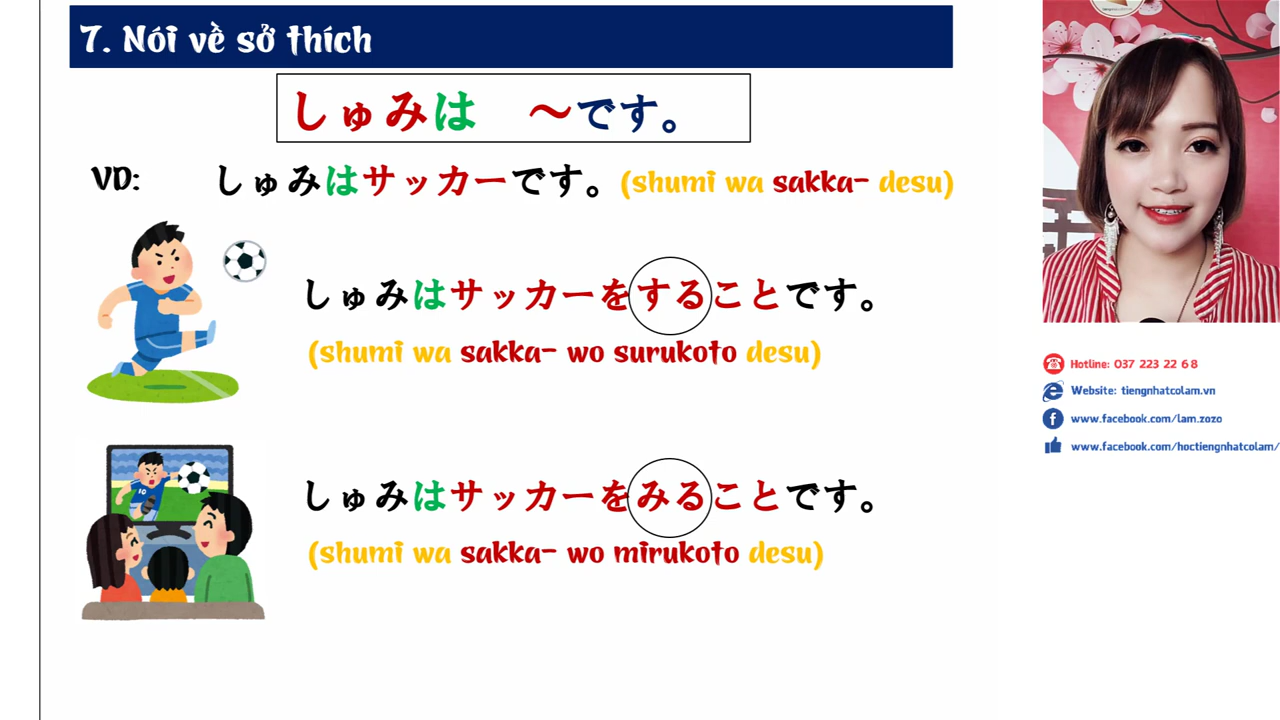 7. Nói về sở thích
しゅみは ～です。
VD: しゅみはサッカーです。(shumi wa sakka- desu)
しゅみはサッカーをすることです。
(shumi wa sakka- wo surukoto desu)
しゅみはサッカーをみることです。
(shumi wa sakka- wo mirukoto desu)
Hotline: 037 223 22 68
Website: tiengnhatcolam.vn
www.facebook.com/lam.zozo
www.facebook.com/hoctiengnhatcolam/
10